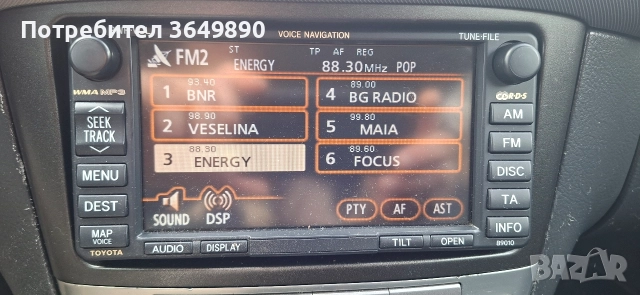 Потребител 3649890
VOICE NAVIGATION
TUNE·FILE
FM2
ST
ENERGY
TP AF REG
88.30MHz POP
1 93.40 BNR
4 89.00 BG RADIO
2 98.90 VESELINA
5 99.80 MAIA
3 88.30 ENERGY
6 89.60 FOCUS
SOUND
DSP
PTY
AF
AST
WMA MP3
SEEK
TRACK
MENU
DEST
MAP
VOICE
TOYOTA
R·D·S
AM
FM
DISC
TA
INFO
89010
AUDIO
DISPLAY
TILT
OPEN
BAZAR